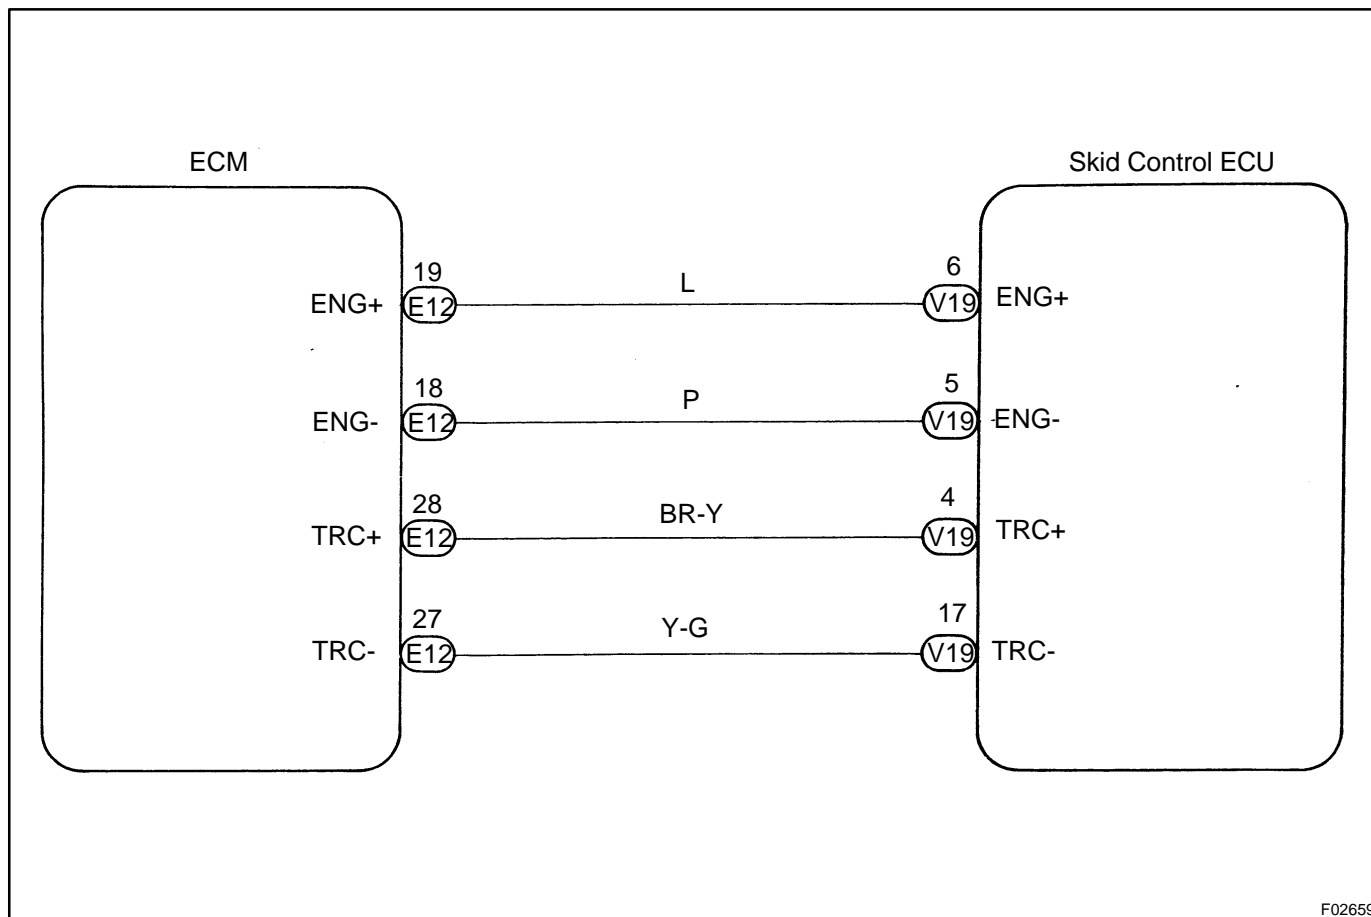 ECM
Skid Control ECU
19
L
6
ENG+
E12
V19
ENG+
18
P
5
ENG-
E12
V19
ENG-
28
BR-Y
4
TRC+
E12
V19
TRC+
27
Y-G
17
TRC-
E12
V19
TRC-
F02659